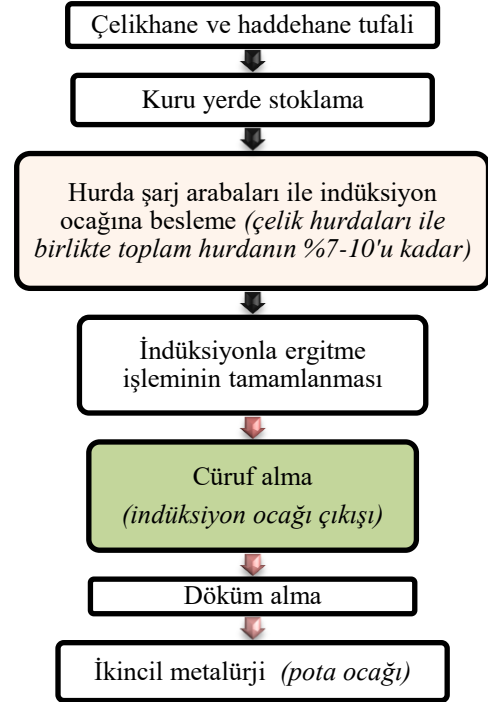 Çelikhane ve haddehane tufali
Kuru yerde stoklama
Hurda şarj arabaları ile indüksiyon
ocağına besleme (çelik hurdaları ile
birlikte toplam hurdanın %7-10'u kadar)
İndüksiyonla ergitme
işleminin tamamlanması
Cüruf alma
(indüksiyon ocağı çıkışı)
Döküm alma
İkincil metalürji (pota ocağı)